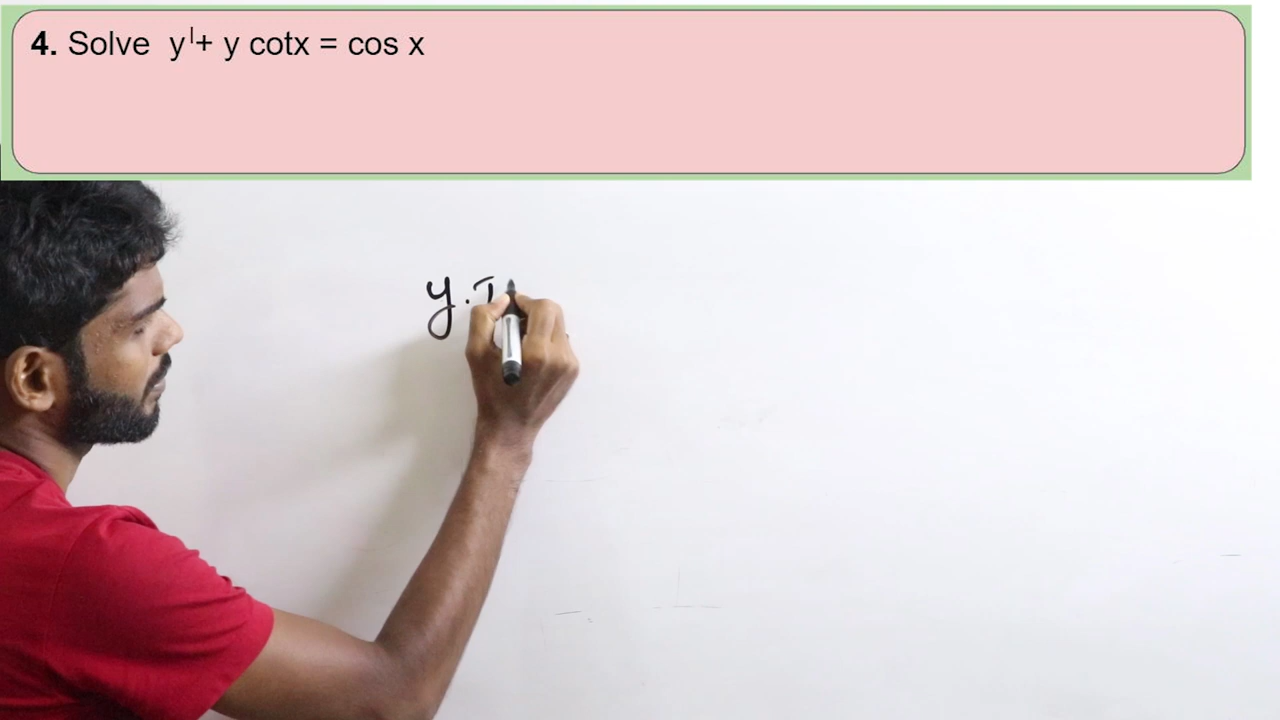 4. Solve y'+ y cotx = cos x
y.I